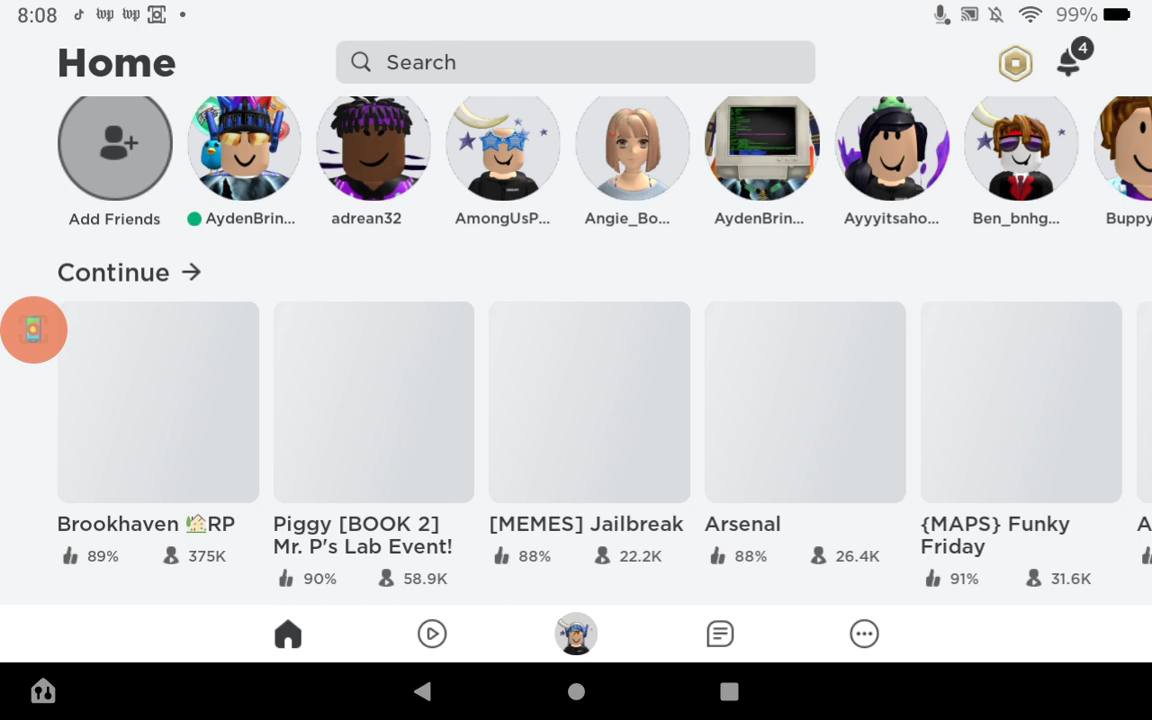 8:08
99%
Home
Search
4
Add Friends
AydenBrin...
adrean32
AmongUsP...
Angie_Bo...
AydenBrin...
Ayyyitsaho...
Ben_bnhg...
Buppy
Continue →
Brookhaven 🏡RP
89%
375K
Piggy [BOOK 2]
Mr. P's Lab Event!
90%
58.9K
[MEMES] Jailbreak
88%
22.2K
Arsenal
88%
26.4K
{MAPS} Funky
Friday
91%
31.6K
A